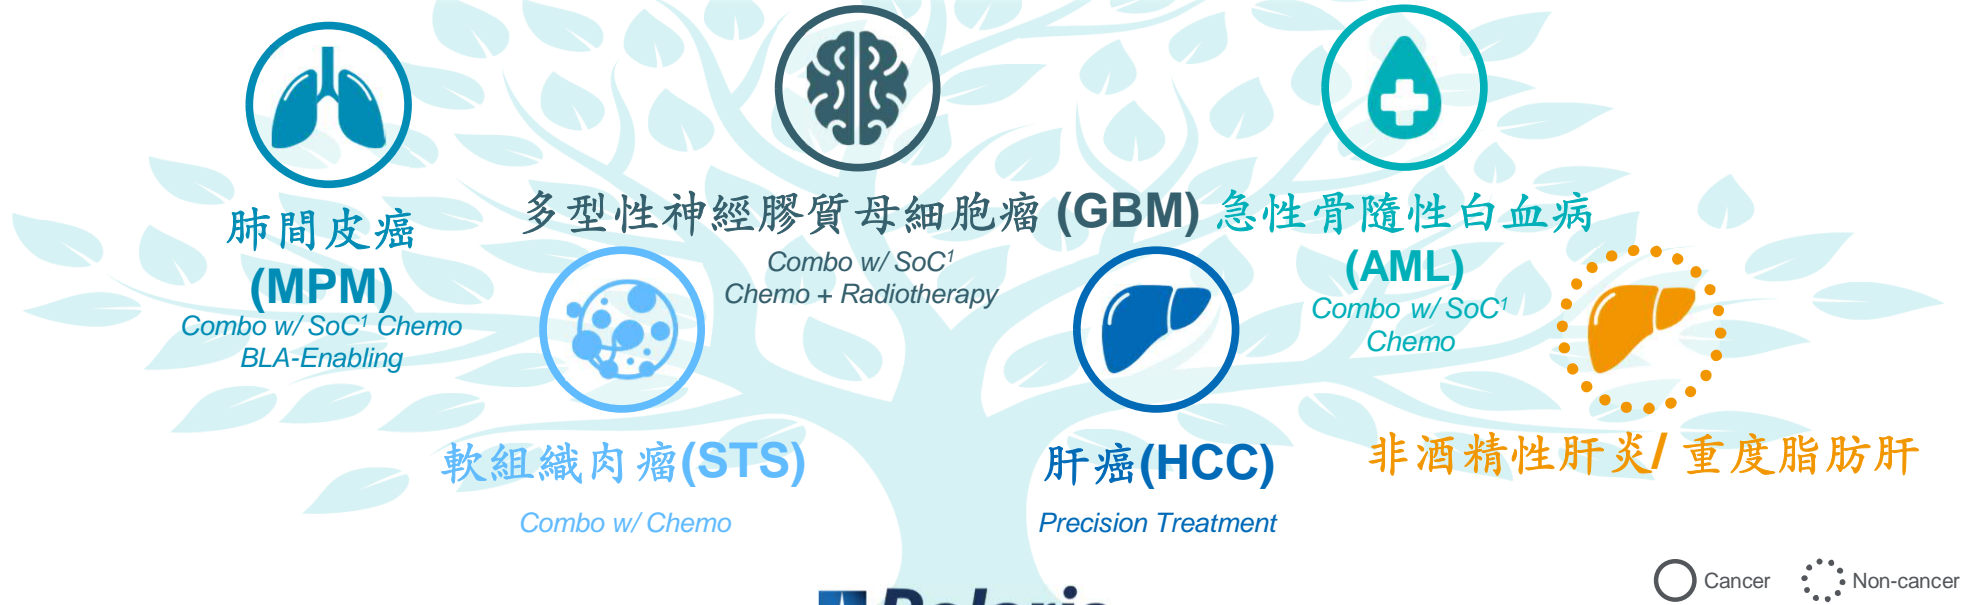 肺間皮癌
(MPM)
Combo w/ SoC¹ Chemo
BLA-Enabling
多型性神經膠質母細胞瘤 (GBM)
Combo w/ SoC¹
Chemo + Radiotherapy
急性骨隨性白血病
(AML)
Combo w/ SoC¹
Chemo
軟組織肉瘤(STS)
Combo w/ Chemo
肝癌(HCC)
Precision Treatment
非酒精性肝炎/ 重度脂肪肝
Cancer
Non-cancer